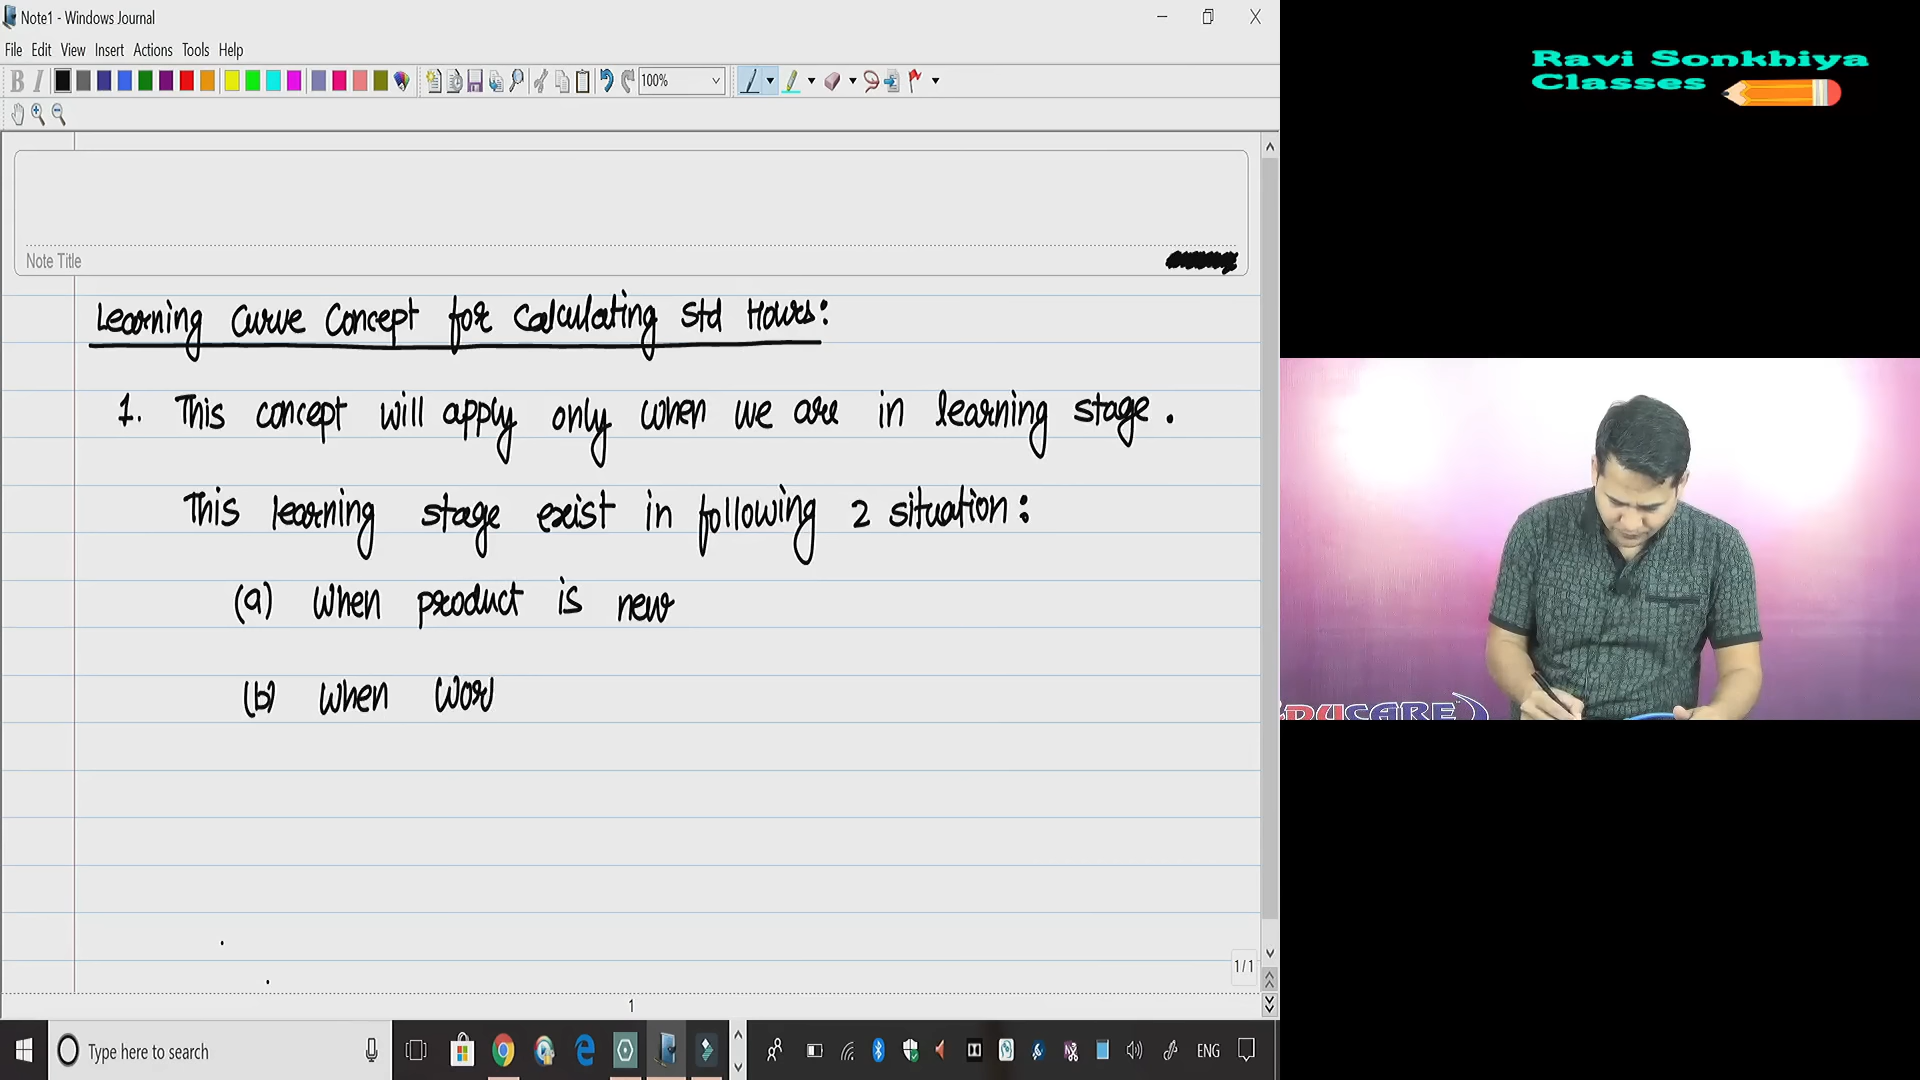 Note1 - Windows Journal
File Edit View Insert Actions Tools Help
100%
Ravi Sonkhiya
Classes
Note Title
Learning Curve Concept for Calculating Std Hours:
1. This concept will apply only when we are in learning stage.
This learning stage exist in following 2 situation:
(a) When product is new
(b) When Wor
EDUCARE
1/1
1
Type here to search
ENG